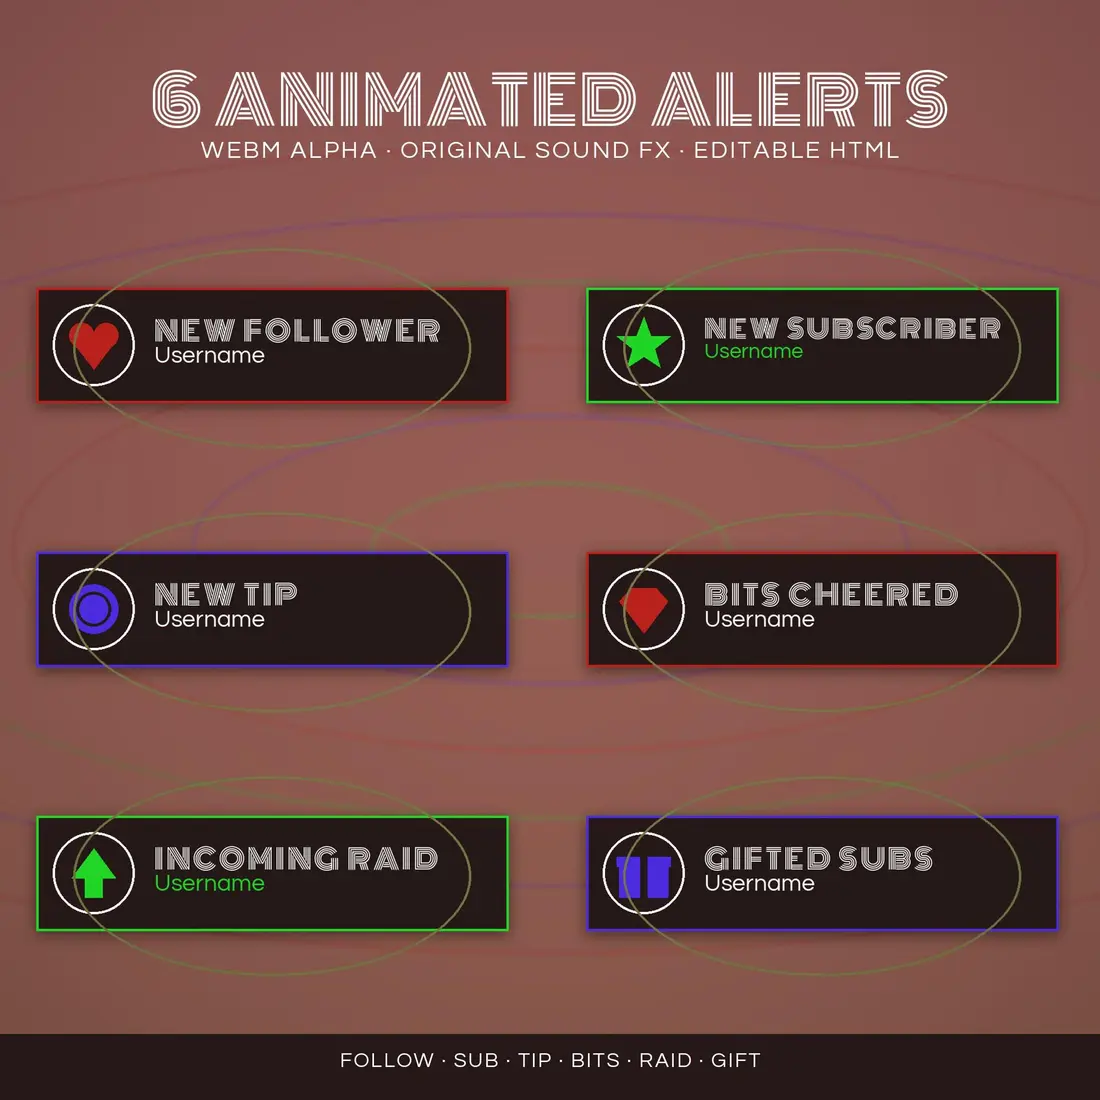 6 ANIMATED ALERTS
WEBM ALPHA · ORIGINAL SOUND FX · EDITABLE HTML
NEW FOLLOWER
Username
NEW SUBSCRIBER
Username
NEW TIP
Username
BITS CHEERED
Username
INCOMING RAID
Username
GIFTED SUBS
Username
FOLLOW · SUB · TIP · BITS · RAID · GIFT